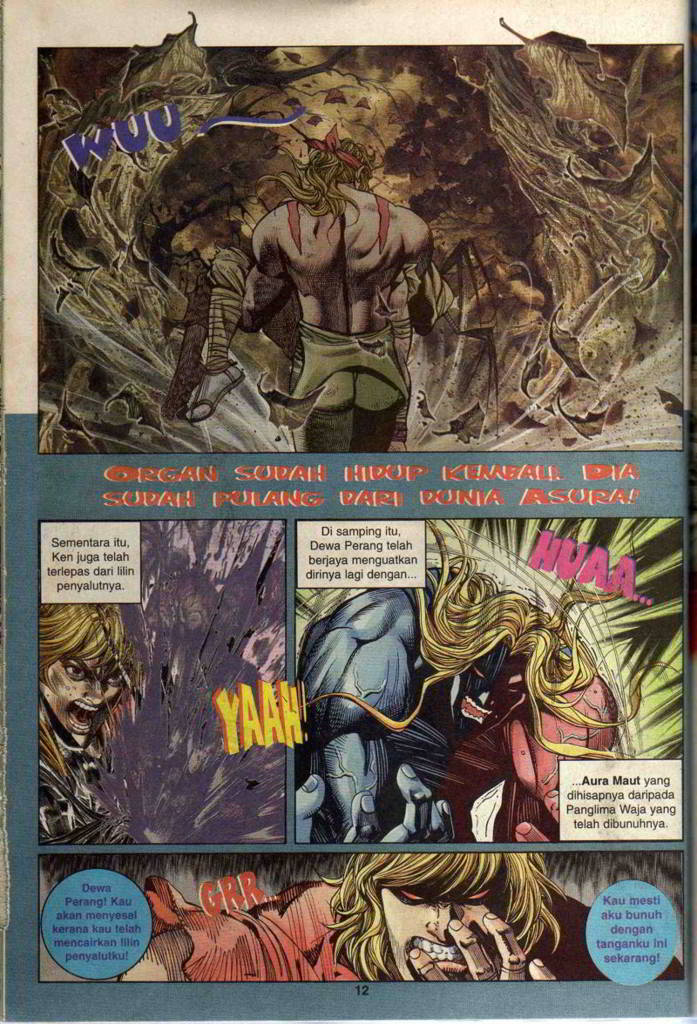 WUU
ORGAN SUDAH HIDUP KEMBALI. DIA
SUDAH PULANG DARI DUNIA ASURA!
Sementara itu,
Ken juga telah
terlepas dari lilin
penyalutnya.
YAAH!
Di samping itu,
Dewa Perang telah
berjaya menguatkan
dirinya lagi dengan...
HUAA...
...Aura Maut yang
dihisapnya daripada
Panglima Waja yang
telah dibunuhnya.
Dewa
Perang! Kau
akan menyesal
kerana kau telah
mencairkan lilin
penyalutku!
GRR...
Kau mesti
aku bunuh
dengan
tanganku ini
sekarang!
12